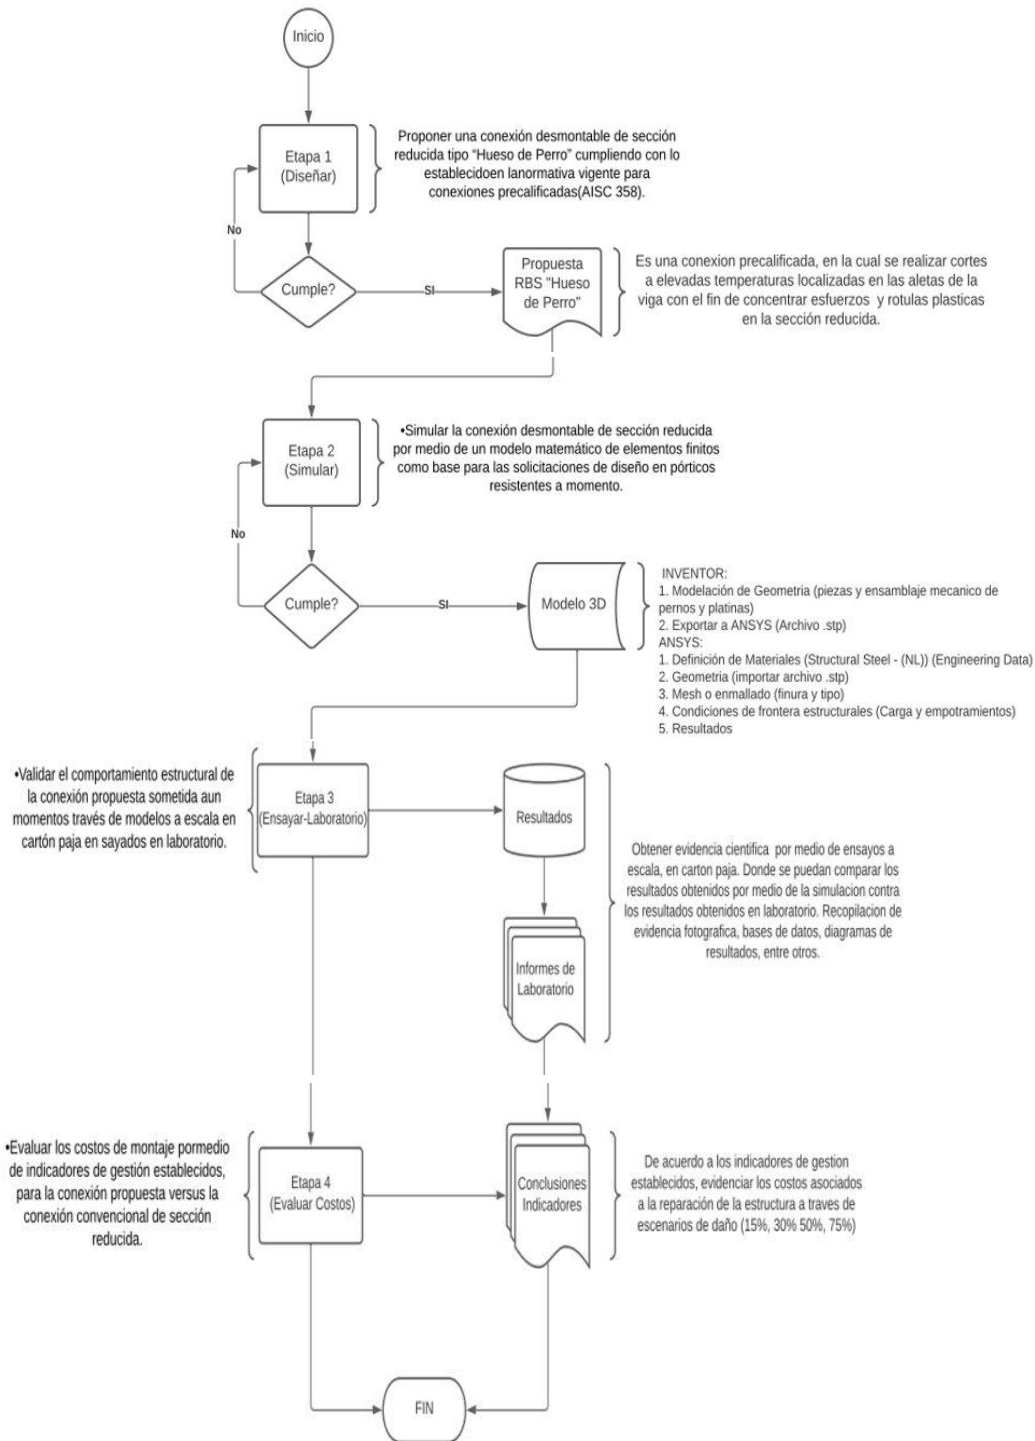 Inicio
Etapa 1
(Diseñar)
Proponer una conexión desmontable de sección
reducida tipo “Hueso de Perro” cumpliendo con lo
establecidoen lanormativa vigente para
conexiones precalificadas(AISC 358).
No
Cumple?
SI
Propuesta
RBS "Hueso
de Perro"
Es una conexion precalificada, en la cual se realizar cortes
a elevadas temperaturas localizadas en las aletas de la
viga con el fin de concentrar esfuerzos y rotulas plasticas
en la sección reducida.
Etapa 2
(Simular)
•Simular la conexión desmontable de sección reducida
por medio de un modelo matemático de elementos finitos
como base para las solicitaciones de diseño en pórticos
resistentes a momento.
No
Cumple?
SI
Modelo 3D
INVENTOR:
1. Modelación de Geometria (piezas y ensamblaje mecanico de
pernos y platinas)
2. Exportar a ANSYS (Archivo .stp)
ANSYS:
1. Definición de Materiales (Structural Steel - (NL)) (Engineering Data)
2. Geometria (importar archivo .stp)
3. Mesh o enmallado (finura y tipo)
4. Condiciones de frontera estructurales (Carga y empotramientos)
5. Resultados
•Validar el comportamiento estructural de
la conexión propuesta sometida aun
momentos través de modelos a escala en
cartón paja en sayados en laboratorio.
Etapa 3
(Ensayar-Laboratorio)
Resultados
Informes de
Laboratorio
Obtener evidencia cientifica por medio de ensayos a
escala, en carton paja. Donde se puedan comparar los
resultados obtenidos por medio de la simulacion contra
los resultados obtenidos en laboratorio. Recopilacion de
evidencia fotografica, bases de datos, diagramas de
resultados, entre otros.
•Evaluar los costos de montaje pormedio
de indicadores de gestión establecidos,
para la conexión propuesta versus la
conexión convencional de sección
reducida.
Etapa 4
(Evaluar Costos)
Conclusiones
Indicadores
De acuerdo a los indicadores de gestion
establecidos, evidenciar los costos asociados
a la reparación de la estructura a traves de
escenarios de daño (15%, 30% 50%, 75%)
FIN